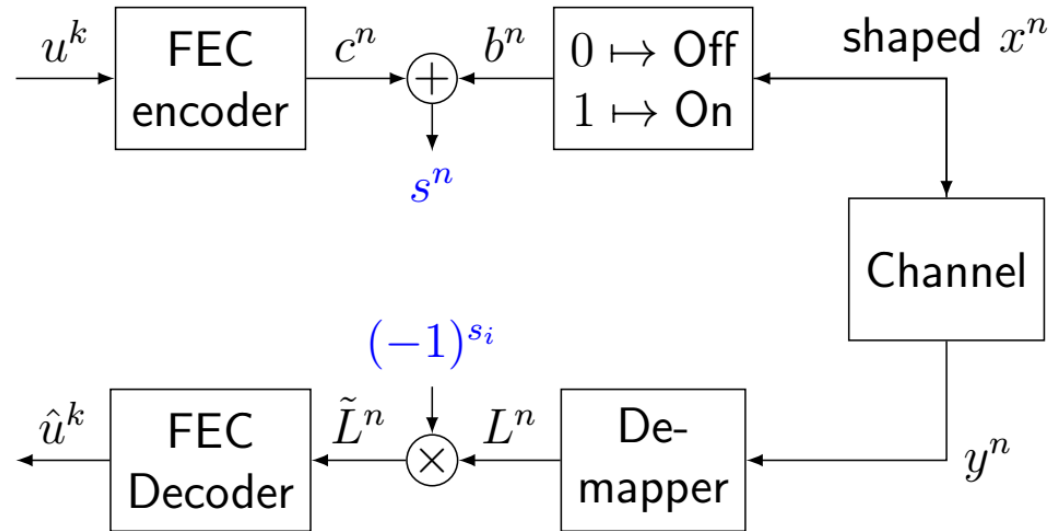 u^k
FEC
encoder
c^n
+
b^n
0 ↦ Off
1 ↦ On
shaped x^n
s^n
Channel
(-1)^{s_i}
û^k
FEC
Decoder
L̃^n
×
L^n
De-
mapper
y^n